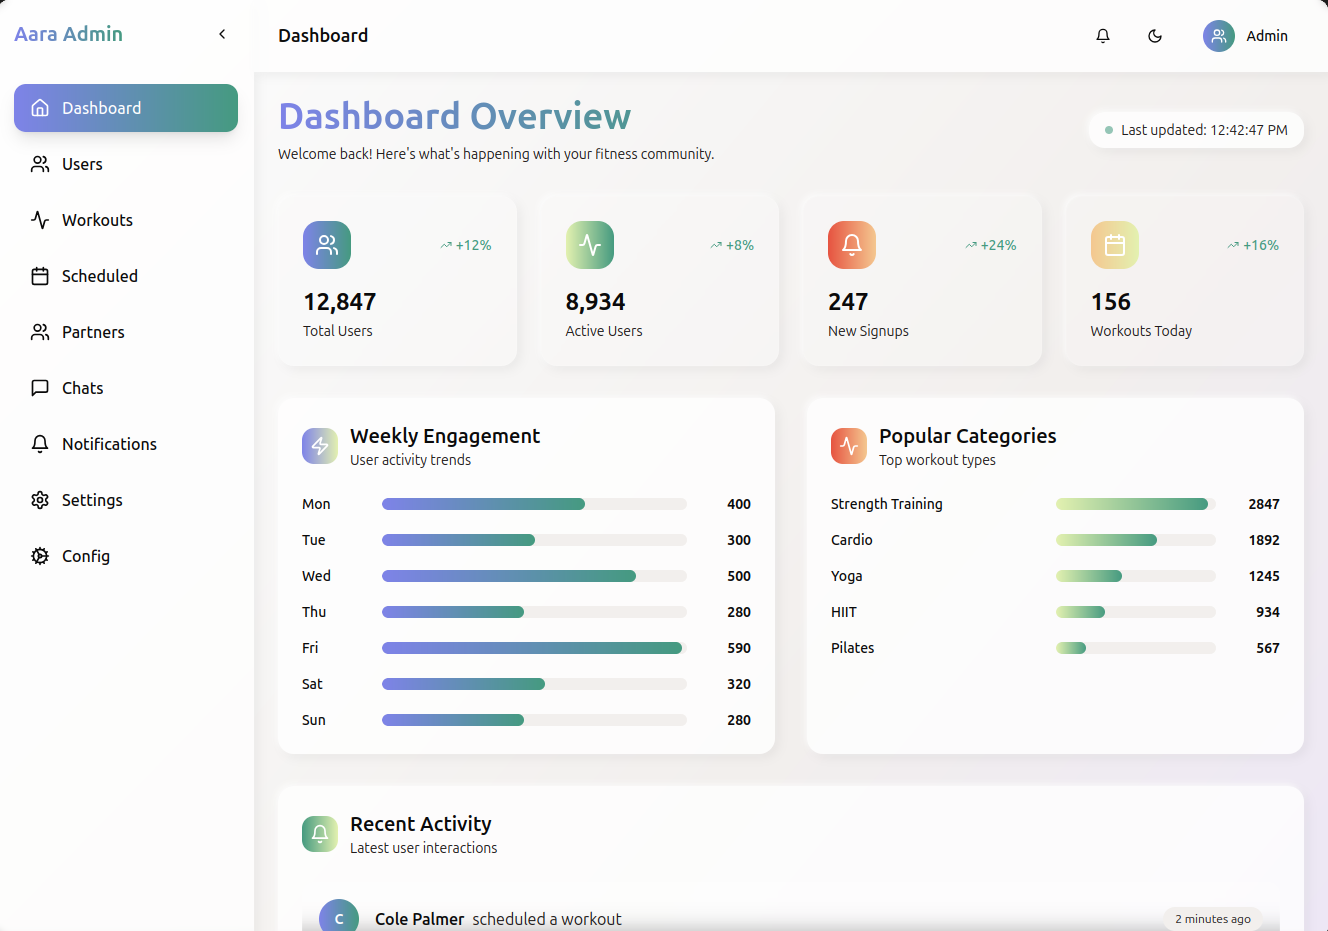 Aara Admin
Dashboard
Users
Workouts
Scheduled
Partners
Chats
Notifications
Settings
Config
Dashboard
Admin
Dashboard Overview
Welcome back! Here's what's happening with your fitness community.
Last updated: 12:42:47 PM
+12%
12,847
Total Users
+8%
8,934
Active Users
+24%
247
New Signups
+16%
156
Workouts Today
Weekly Engagement
User activity trends
Mon 400
Tue 300
Wed 500
Thu 280
Fri 590
Sat 320
Sun 280
Popular Categories
Top workout types
Strength Training 2847
Cardio 1892
Yoga 1245
HIIT 934
Pilates 567
Recent Activity
Latest user interactions
C
Cole Palmer scheduled a workout
2 minutes ago